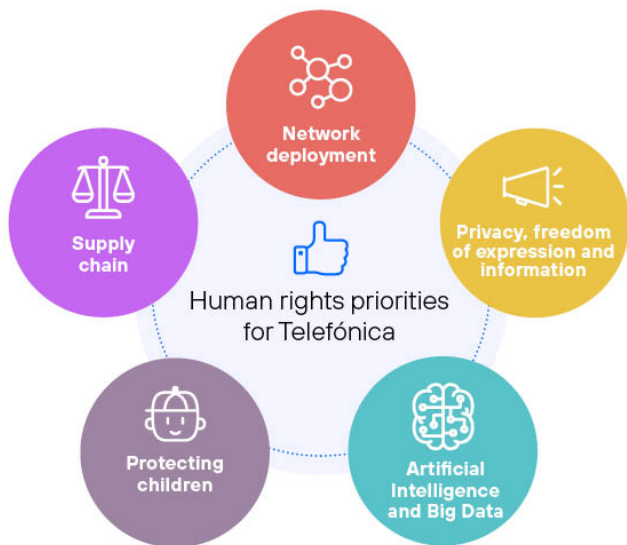 Network
deployment
Privacy, freedom
of expression and
information
Artificial
Intelligence
and Big Data
Protecting
children
Supply
chain
Human rights priorities
for Telefónica